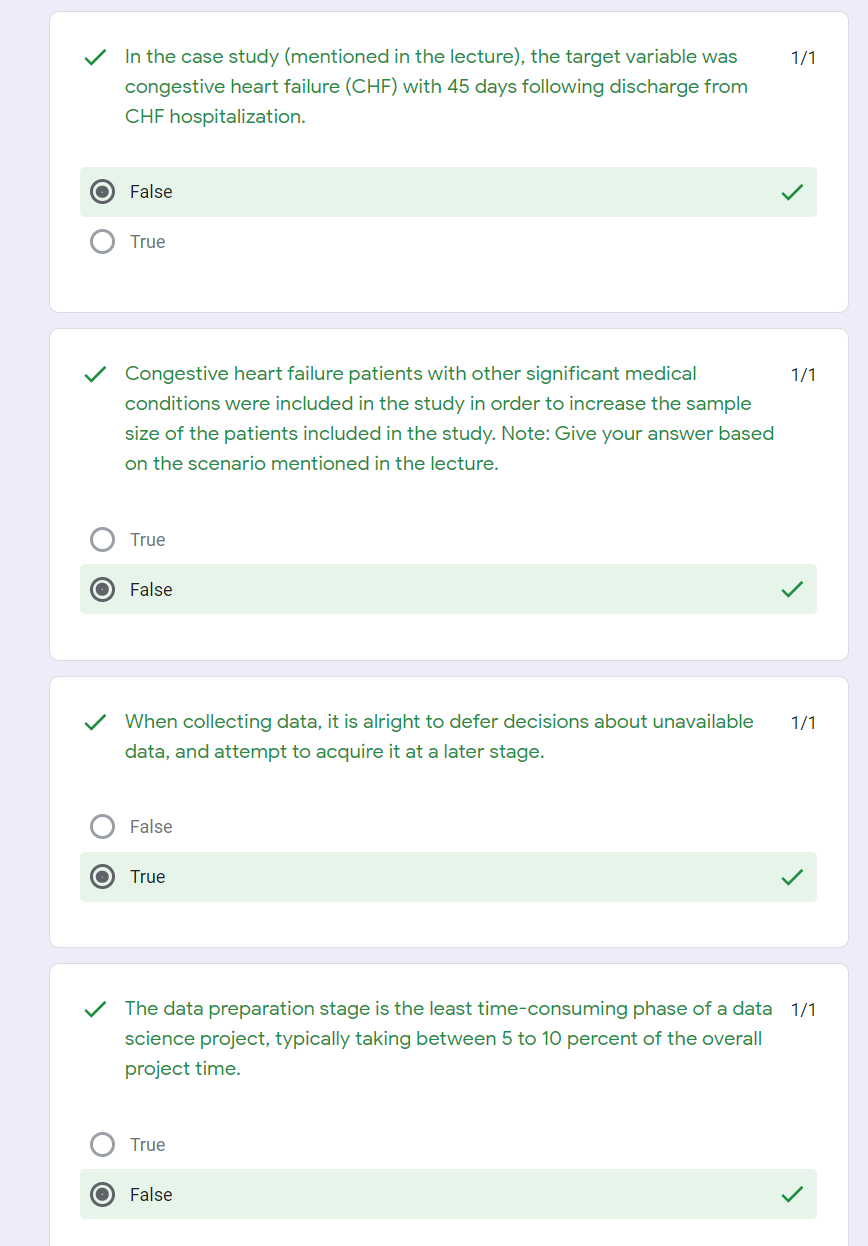 In the case study (mentioned in the lecture), the target variable was
1/1
congestive heart failure (CHF) with 45 days following discharge from
CHF hospitalization.
False
True
Congestive heart failure patients with other significant medical
1/1
conditions were included in the study in order to increase the sample
size of the patients included in the study. Note: Give your answer based
on the scenario mentioned in the lecture.
True
False
When collecting data, it is alright to defer decisions about unavailable
1/1
data, and attempt to acquire it at a later stage.
False
True
The data preparation stage is the least time-consuming phase of a data
1/1
science project, typically taking between 5 to 10 percent of the overall
project time.
True
False